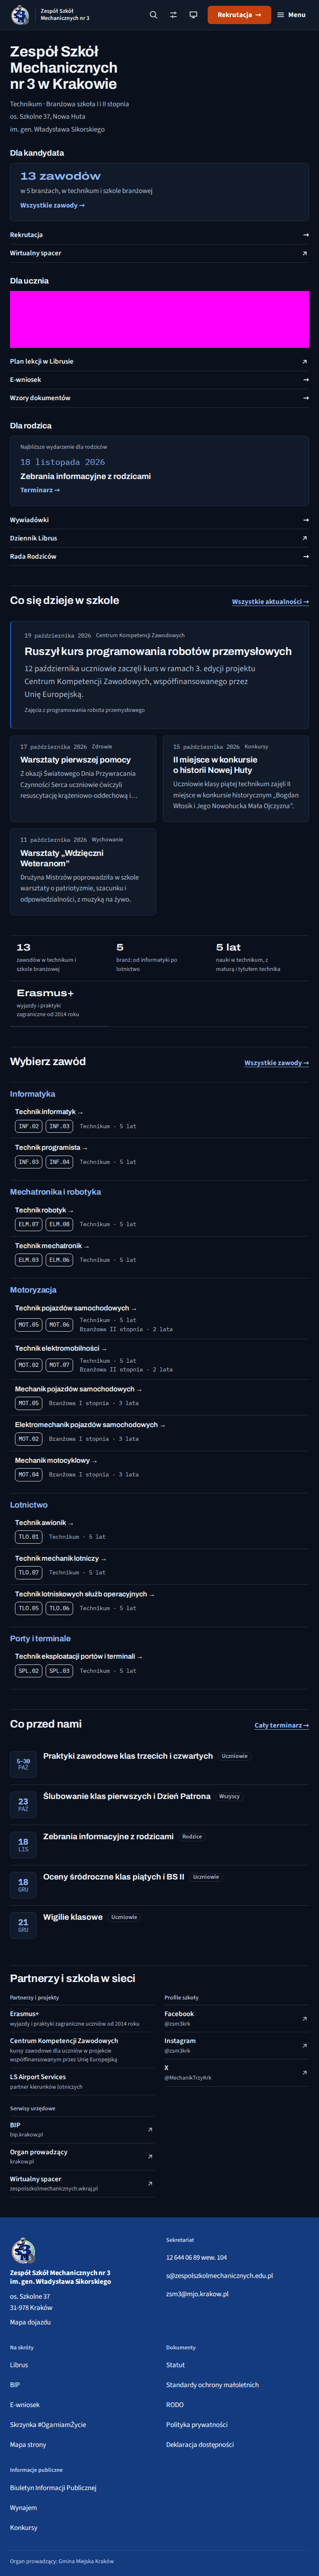 Zespół Szkół
Mechanicznych nr 3
Rekrutacja →
Menu
Zespół Szkół
Mechanicznych
nr 3 w Krakowie
Technikum · Branżowa szkoła I i II stopnia
os. Szkolne 37, Nowa Huta
im. gen. Władysława Sikorskiego
Dla kandydata
13 zawodów
w 5 branżach, w technikum i szkole branżowej
Wszystkie zawody →
Rekrutacja →
Wirtualny spacer ↗
Dla ucznia
Plan lekcji w Librusie ↗
E-wniosek →
Wzory dokumentów →
Dla rodzica
Najbliższe wydarzenie dla rodziców
18 listopada 2026
Zebrania informacyjne z rodzicami
Terminarz →
Wywiadówki →
Dziennik Librus ↗
Rada Rodziców →
Co się dzieje w szkole
Wszystkie aktualności →
19 października 2026 Centrum Kompetencji Zawodowych
Ruszył kurs programowania robotów przemysłowych
12 października uczniowie zaczęli kurs w ramach 3. edycji projektu
Centrum Kompetencji Zawodowych, współfinansowanego przez
Unię Europejską.
Zajęcia z programowania robota przemysłowego
17 października 2026 Zdrowie
Warsztaty pierwszej pomocy
Z okazji Światowego Dnia Przywracania
Czynności Serca uczniowie ćwiczyli
resuscytację krążeniowo-oddechową i…
15 października 2026 Konkursy
II miejsce w konkursie
o historii Nowej Huty
Uczniowie klasy piątej technikum zajęli II
miejsce w konkursie historycznym „Bogdan
Włosik i Jego Nowohucka Mała Ojczyzna”.
11 października 2026 Wychowanie
Warsztaty „Wdzięczni
Weteranom”
Drużyna Mistrzów poprowadziła w szkole
warsztaty o patriotyzmie, szacunku i
odpowiedzialności, z muzyką na żywo.
13
zawodów w technikum i
szkole branżowej
5
branż: od informatyki po
lotnictwo
5 lat
nauki w technikum, z
maturą i tytułem technika
Erasmus+
wyjazdy i praktyki
zagraniczne od 2014 roku
Wybierz zawód
Wszystkie zawody →
Informatyka
Technik informatyk →
INF.02 INF.03 Technikum · 5 lat
Technik programista →
INF.03 INF.04 Technikum · 5 lat
Mechatronika i robotyka
Technik robotyk →
ELM.07 ELM.08 Technikum · 5 lat
Technik mechatronik →
ELM.03 ELM.06 Technikum · 5 lat
Motoryzacja
Technik pojazdów samochodowych →
MOT.05 MOT.06 Technikum · 5 lat
Branżowa II stopnia · 2 lata
Technik elektromobilności →
MOT.02 MOT.07 Technikum · 5 lat
Branżowa II stopnia · 2 lata
Mechanik pojazdów samochodowych →
MOT.05 Branżowa I stopnia · 3 lata
Elektromechanik pojazdów samochodowych →
MOT.02 Branżowa I stopnia · 3 lata
Mechanik motocyklowy →
MOT.04 Branżowa I stopnia · 3 lata
Lotnictwo
Technik awionik →
TLO.01 Technikum · 5 lat
Technik mechanik lotniczy →
TLO.07 Technikum · 5 lat
Technik lotniskowych służb operacyjnych →
TLO.05 TLO.06 Technikum · 5 lat
Porty i terminale
Technik eksploatacji portów i terminali →
SPL.02 SPL.03 Technikum · 5 lat
Co przed nami
Cały terminarz →
5–30
PAŹ
Praktyki zawodowe klas trzecich i czwartych Uczniowie
23
PAŹ
Ślubowanie klas pierwszych i Dzień Patrona Wszyscy
18
LIS
Zebrania informacyjne z rodzicami Rodzice
18
GRU
Oceny śródroczne klas piątych i BS II Uczniowie
21
GRU
Wigilie klasowe Uczniowie
Partnerzy i szkoła w sieci
Partnerzy i projekty
Erasmus+
wyjazdy i praktyki zagraniczne uczniów od 2014 roku
Centrum Kompetencji Zawodowych
kursy zawodowe dla uczniów w projekcie
współfinansowanym przez Unię Europejską
LS Airport Services
partner kierunków lotniczych
Profile szkoły
Facebook ↗
@zsm3krk
Instagram ↗
@zsm3krk
X ↗
@MechanikTrzyKrk
Serwisy urzędowe
BIP ↗
bip.krakow.pl
Organ prowadzący ↗
krakow.pl
Wirtualny spacer ↗
zespolszkolmechanicznych.wkraj.pl
Zespół Szkół Mechanicznych nr 3
im. gen. Władysława Sikorskiego
os. Szkolne 37
31-978 Kraków
Mapa dojazdu
Sekretariat
12 644 06 89 wew. 104
s@zespolszkolmechanicznych.edu.pl
zsm3@mjo.krakow.pl
Na skróty
Librus
BIP
E-wniosek
Skrzynka #OgarniamŻycie
Mapa strony
Dokumenty
Statut
Standardy ochrony małoletnich
RODO
Polityka prywatności
Deklaracja dostępności
Informacje publiczne
Biuletyn Informacji Publicznej
Wynajem
Konkursy
Organ prowadzący: Gmina Miejska Kraków